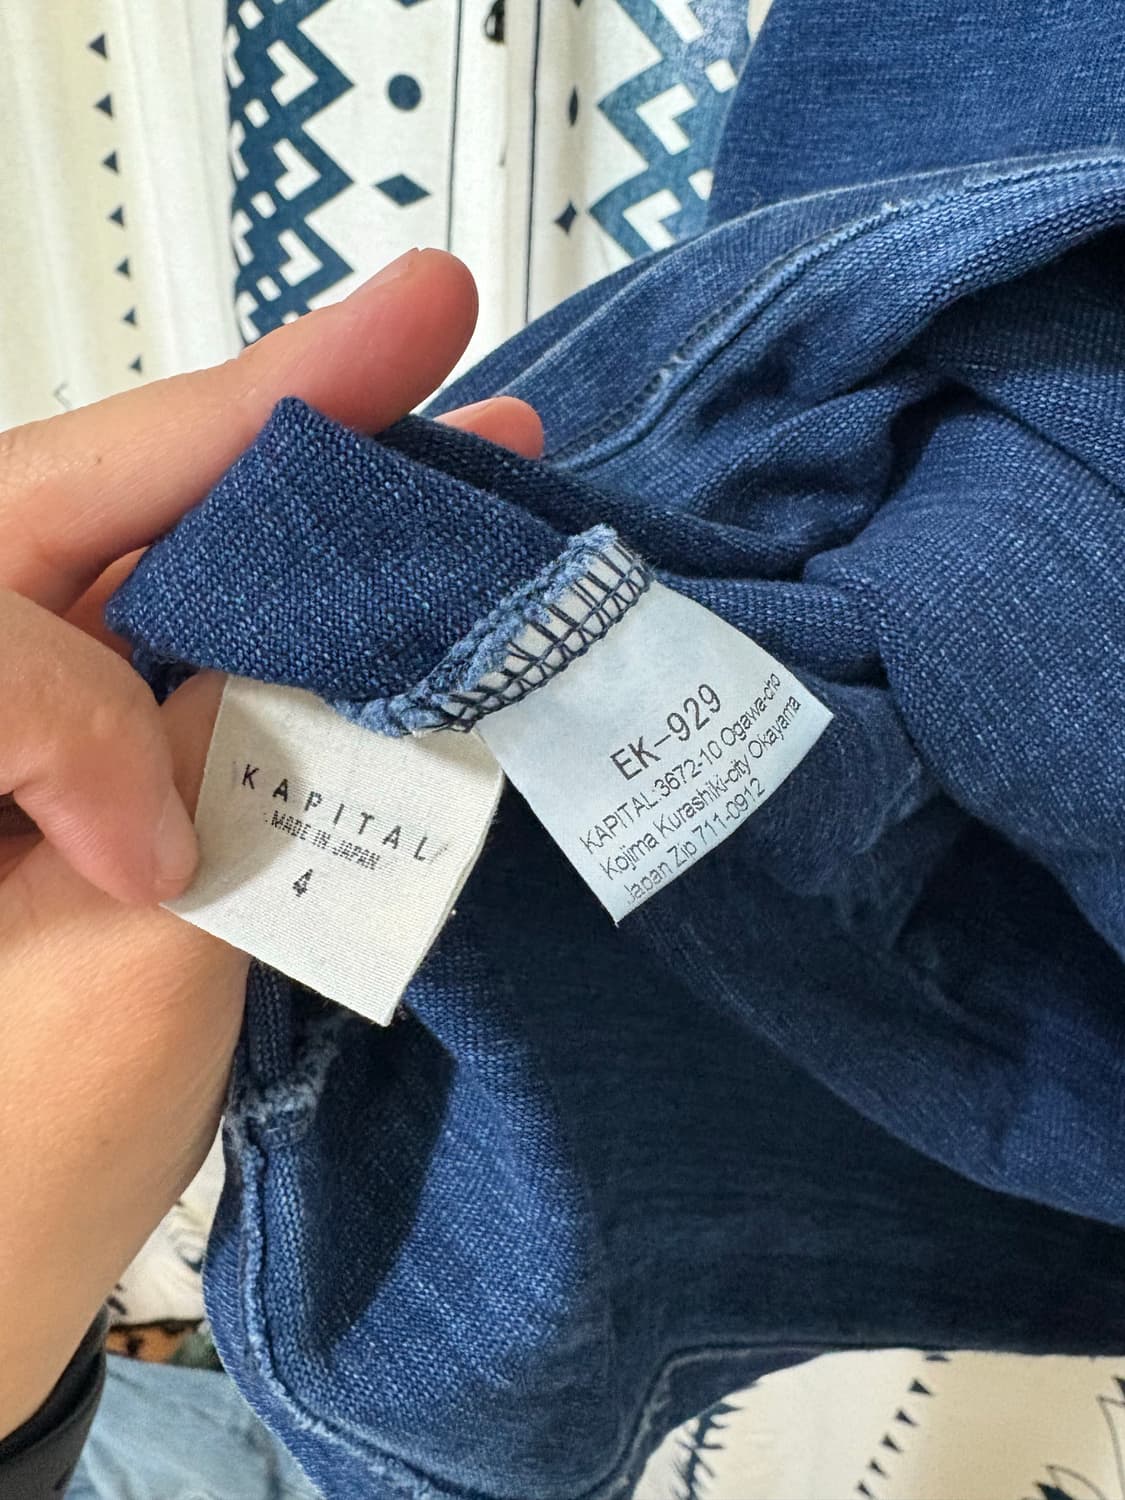 KAPITAL
MADE IN JAPAN
4
EK-929
KAPITAL:3672-10 Ogawa-cho
Kojima Kurashiki-city Okayama
Japan Zip 711-0912